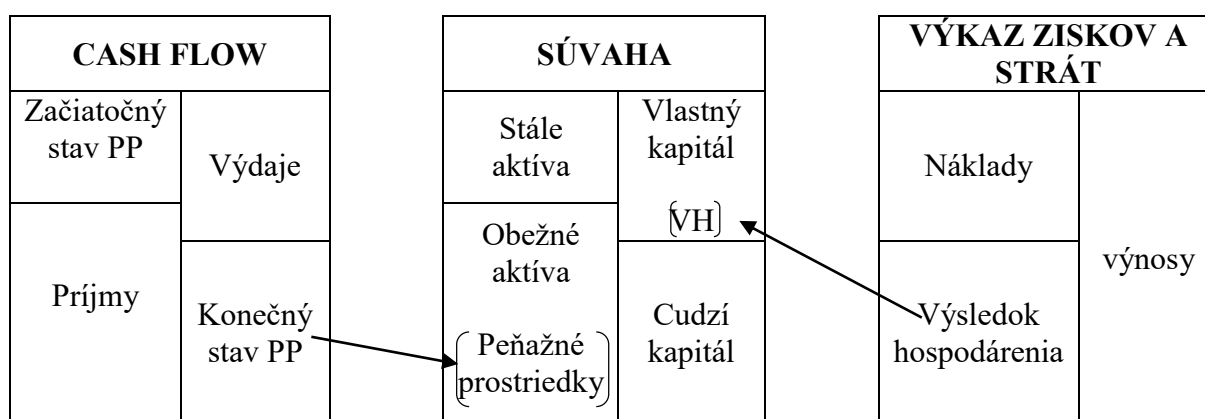 CASH FLOW
Začiatočný
stav PP
Výdaje
Príjmy
Konečný
stav PP
SÚVAHA
Stále
aktíva
Vlastný
kapitál
(VH)
Obežné
aktíva
(Peňažné
prostriedky)
Cudzí
kapitál
VÝKAZ ZISKOV A
STRÁT
Náklady
výnosy
Výsledok
hospodárenia